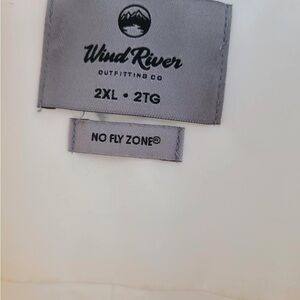 Wind River
OUTFITTING CO
2XL • 2TG
NO FLY ZONE®